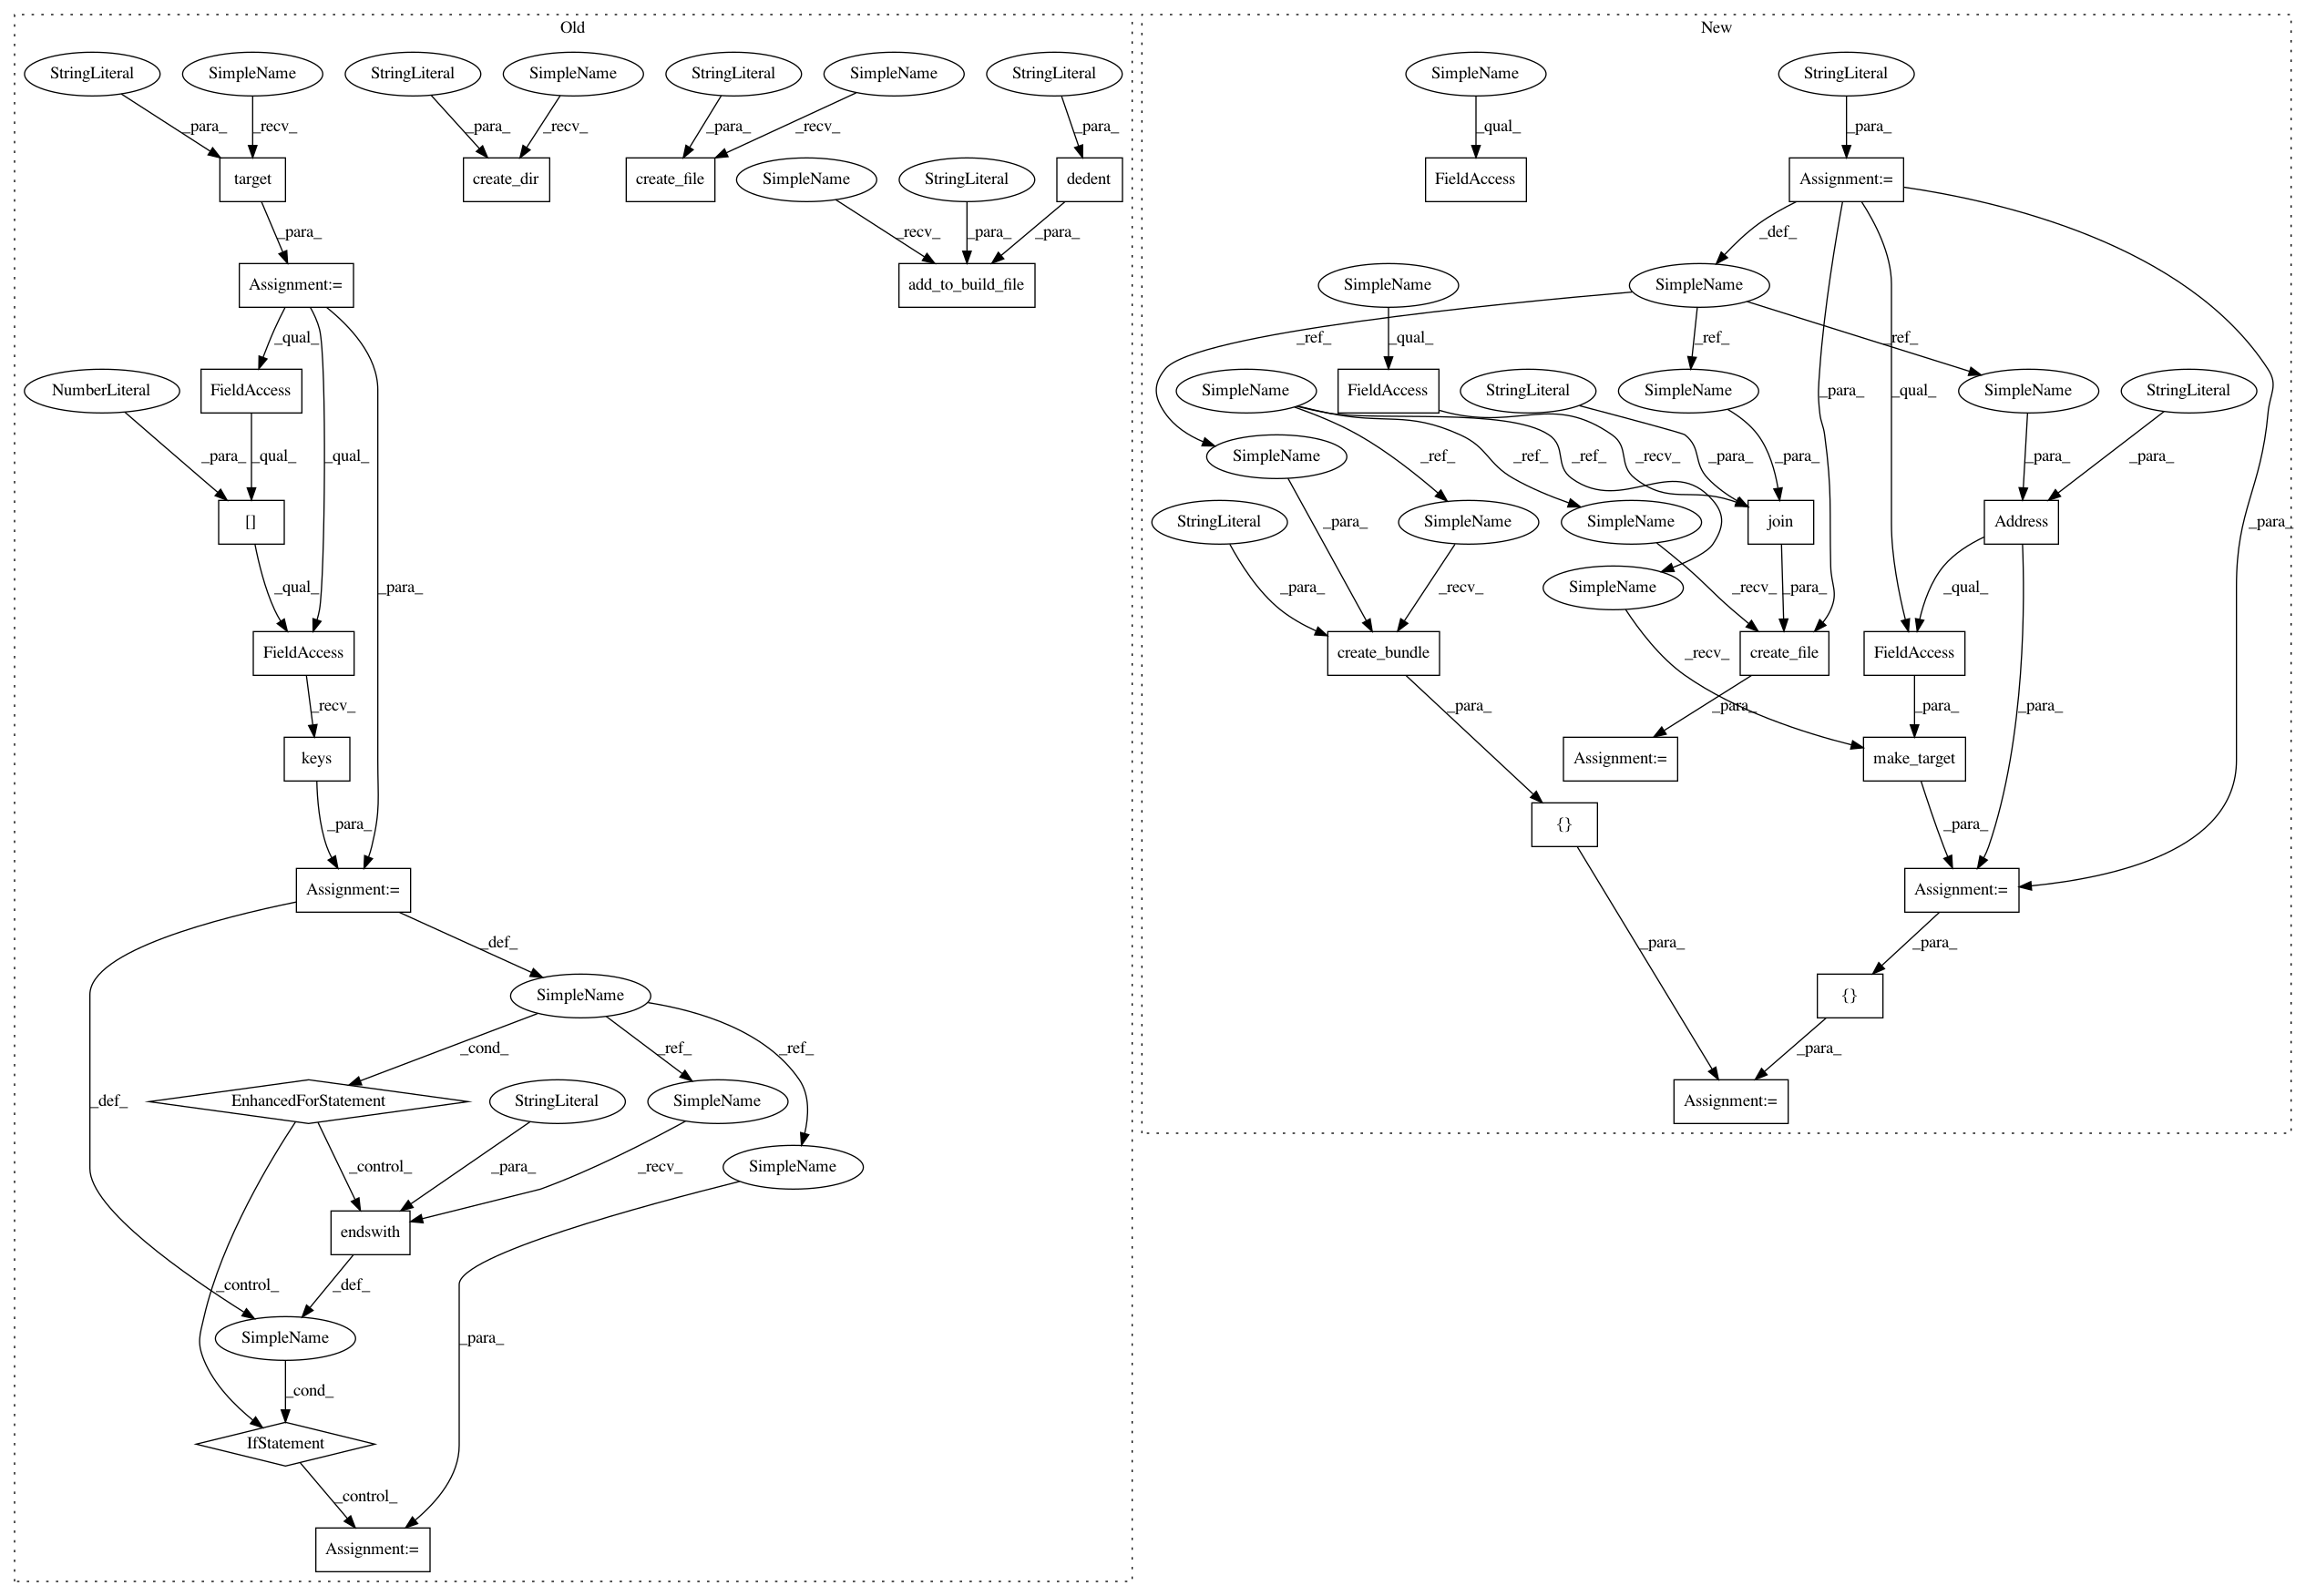 Old
New
StringLiteral
SimpleName
StringLiteral
SimpleName
StringLiteral
SimpleName
StringLiteral
SimpleName
StringLiteral
_para_
_recv_
_para_
_recv_
_para_
_recv_
_para_
_qual_
_para_
target
create_dir
create_file
SimpleName
StringLiteral
dedent
FieldAccess
Assignment:=
_para_
_recv_
_para_
_para_
_def_
Assignment:=
add_to_build_file
SimpleName
SimpleName
_qual_
_qual_
_ref_
_ref_
_ref_
NumberLiteral
FieldAccess
_qual_
_para_
SimpleName
FieldAccess
StringLiteral
SimpleName
_para_
_qual_
SimpleName
StringLiteral
_para_
_qual_
SimpleName
_ref_
_ref_
_ref_
_recv_
_para_
_para_
_para_
_para_
[]
StringLiteral
_para_
SimpleName
SimpleName
join
Address
_para_
_qual_
_para_
_recv_
SimpleName
_recv_
_para_
_qual_
FieldAccess
create_bundle
_recv_
create_file
FieldAccess
_recv_
_para_
_para_
_para_
_para_
keys
Assignment:=
make_target
_para_
{}
_para_
Assignment:=
Assignment:=
_def_
_para_
_para_
SimpleName
{}
_cond_
_ref_
_ref_
_para_
_def_
EnhancedForStatement
StringLiteral
SimpleName
Assignment:=
_control_
_para_
_recv_
SimpleName
endswith
_control_
_def_
SimpleName
_para_
_cond_
IfStatement
_control_
Assignment:=